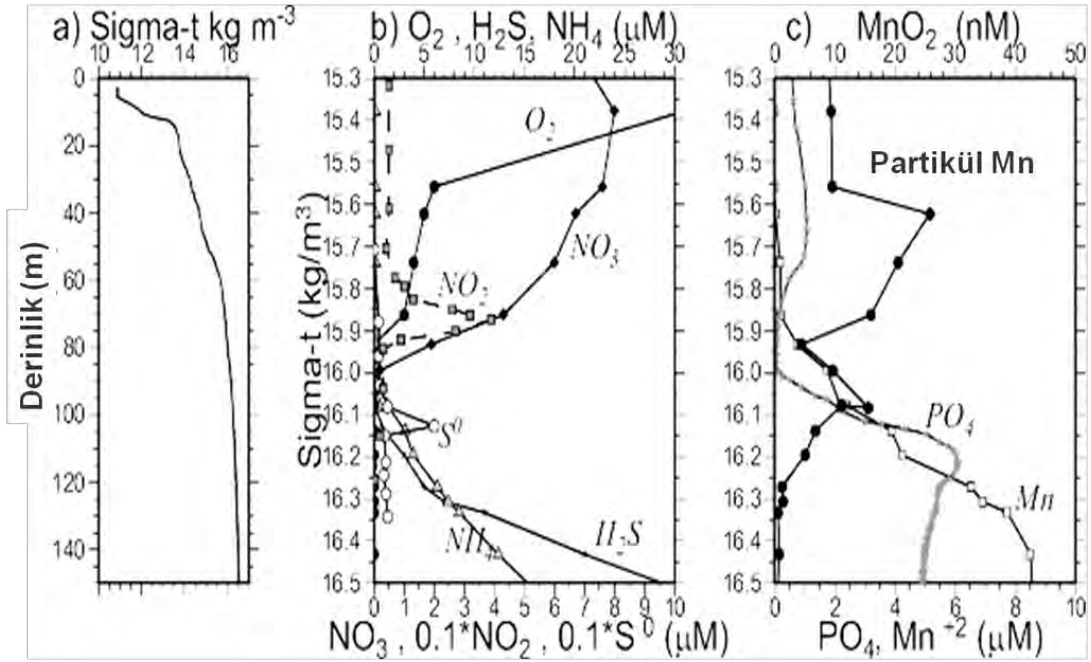 a) Sigma-t kg m-3
10 12 14 16
Derinlik (m)
0
20
40
60
80
100
120
140
b) O2 , H2S, NH4 (μM)
0 6 12 18 24 30
Sigma-t (kg/m3)
15.3
15.4
15.5
15.6
15.7
15.8
15.9
16.0
16.1
16.2
16.3
16.4
16.5
O2
NO3
NO2
S0
NH4
H2S
0 1 2 3 4 5 6 7 8 9 10
NO3 , 0.1*NO2 , 0.1*S0 (μM)
c) MnO2 (nM)
0 10 20 30 40 50
15.3
15.4
15.5
15.6
15.7
15.8
15.9
16.0
16.1
16.2
16.3
16.4
16.5
Partikül Mn
PO4
Mn
0 2 4 6 8 10
PO4, Mn+2 (μM)